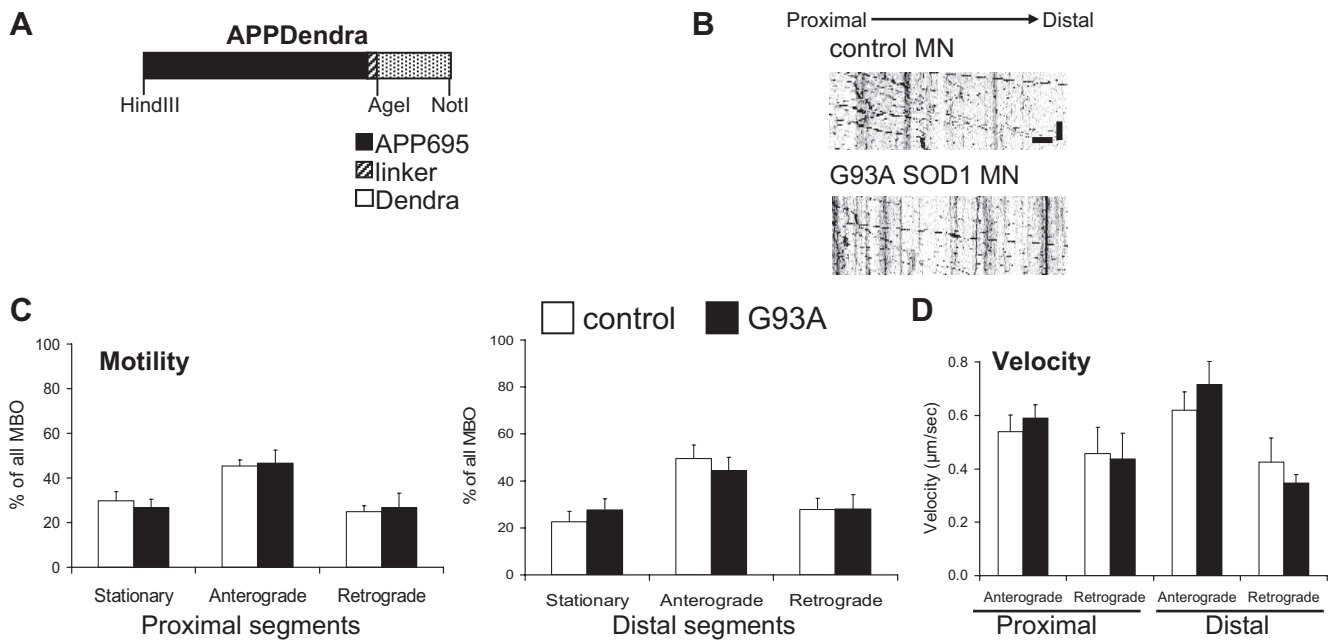 A
APPDendra
HindIII
AgeI
NotI
APP695
linker
Dendra
B
Proximal
Distal
control MN
G93A SOD1 MN
C
control
G93A
Motility
% of all MBO
100
80
60
40
20
0
Stationary
Anterograde
Retrograde
Proximal segments
% of all MBO
100
80
60
40
20
0
Stationary
Anterograde
Retrograde
Distal segments
D
Velocity
Velocity (µm/sec)
0.8
0.6
0.4
0.2
0.0
Anterograde
Retrograde
Anterograde
Retrograde
Proximal
Distal